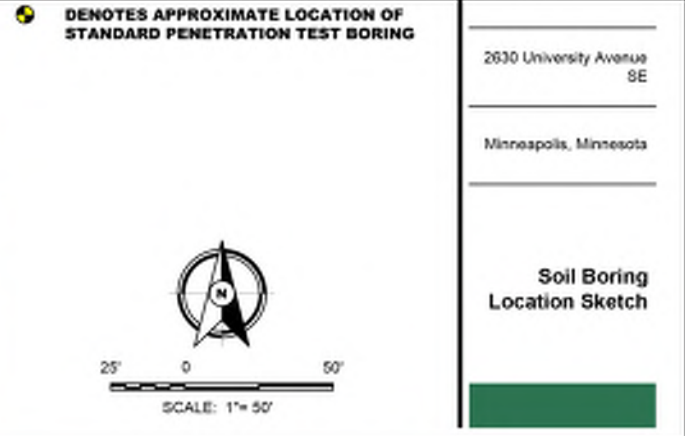 DENOTES APPROXIMATE LOCATION OF
STANDARD PENETRATION TEST BORING
2630 University Avenue
SE
Minneapolis, Minnesota
Soil Boring
Location Sketch
N
25' 0 50'
SCALE: 1"= 50'